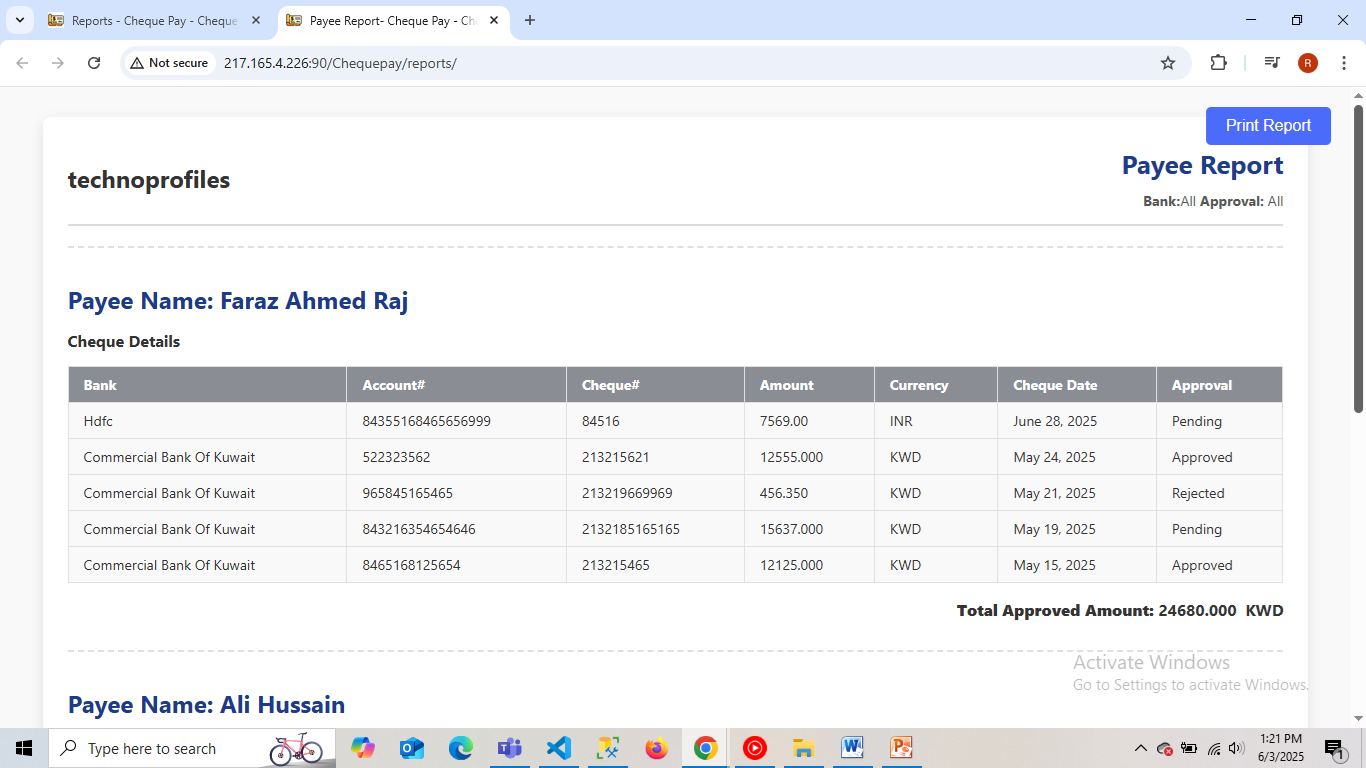 Reports - Cheque Pay - Cheque
Payee Report- Cheque Pay - Ch
Not secure 217.165.4.226:90/Chequepay/reports/
R
Print Report
technoprofiles
Payee Report
Bank:All Approval: All
Payee Name: Faraz Ahmed Raj
Cheque Details
Bank Account# Cheque# Amount Currency Cheque Date Approval
Hdfc 84355168465656999 84516 7569.00 INR June 28, 2025 Pending
Commercial Bank Of Kuwait 522323562 213215621 12555.000 KWD May 24, 2025 Approved
Commercial Bank Of Kuwait 965845165465 213219669969 456.350 KWD May 21, 2025 Rejected
Commercial Bank Of Kuwait 843216354654646 2132185165165 15637.000 KWD May 19, 2025 Pending
Commercial Bank Of Kuwait 8465168125654 213215465 12125.000 KWD May 15, 2025 Approved
Total Approved Amount: 24680.000 KWD
Activate Windows
Go to Settings to activate Windows.
Payee Name: Ali Hussain
Type here to search
1:21 PM
6/3/2025
1